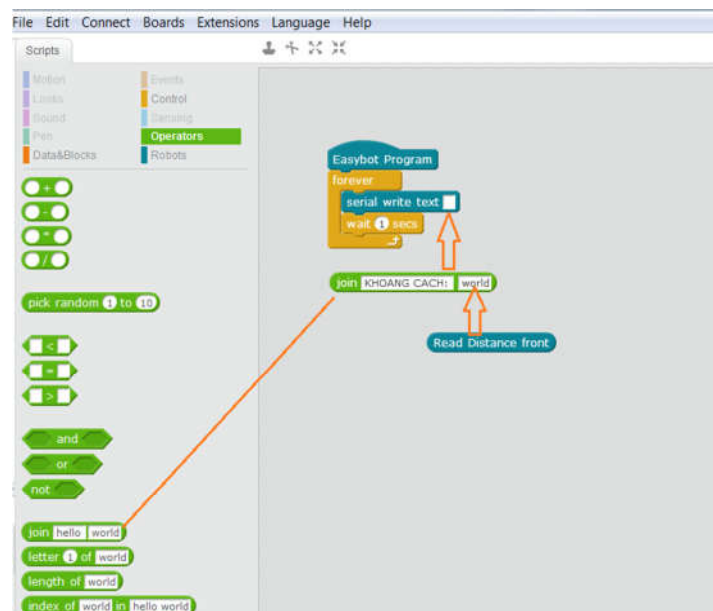 File Edit Connect Boards Extensions Language Help
Scripts
Motion Events
Looks Control
Sound Sensing
Pen Operators
Data&Blocks Robots
+
-
*
/
pick random 1 to 10
<
=
>
and
or
not
join hello world
letter 1 of world
length of world
index of world in hello world
Easybot Program
forever
serial write text
wait 1 secs
join KHOANG CACH: world
Read Distance front